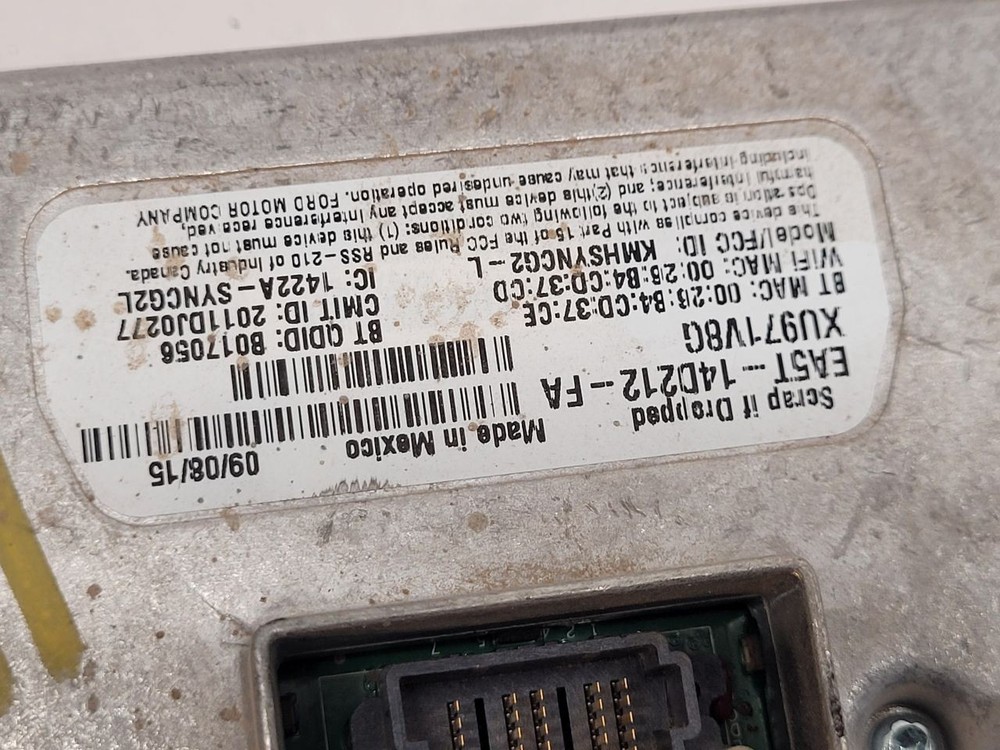 Scrap if Dropped
Made in Mexico
09/08/15
EA5T-14D212-FA
XU971V8G
BT MAC: 00:26:B4:CD:37:CE
BT QDID: B017056
WiFi MAC: 00:26:B4:CD:37:CD
CMIT ID: 2011DJ0277
Model/FCC ID: KMHSYNCG2-L
IC: 1422A-SYNCG2L
This device complies with Part 15 of the FCC Rules and RSS-210 of Industry Canada.
Operation is subject to the following two conditions: (1) this device must not cause
harmful interference; and (2) this device must accept any interference received,
including interference that may cause undesired operation. FORD MOTOR COMPANY